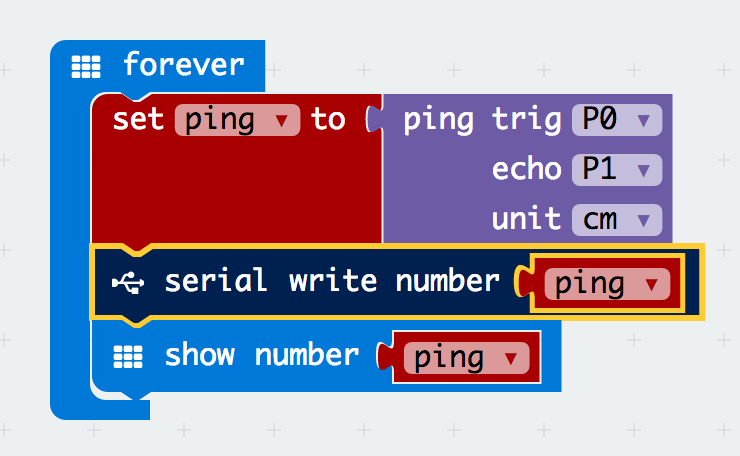 forever
set ping to ping trig P0
echo P1
unit cm
serial write number ping
show number ping